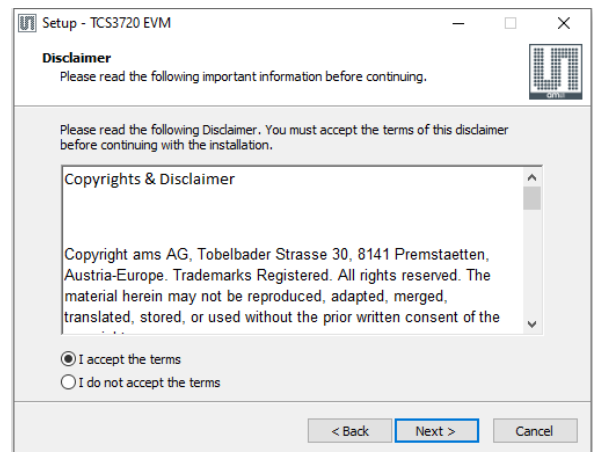 Setup - TCS3720 EVM
Disclaimer
Please read the following important information before continuing.
am
Please read the following Disclaimer. You must accept the terms of this disclaimer
before continuing with the installation.
Copyrights & Disclaimer
Copyright ams AG, Tobelbader Strasse 30, 8141 Premstaetten,
Austria-Europe. Trademarks Registered. All rights reserved. The
material herein may not be reproduced, adapted, merged,
translated, stored, or used without the prior written consent of the
I accept the terms
I do not accept the terms
< Back
Next >
Cancel